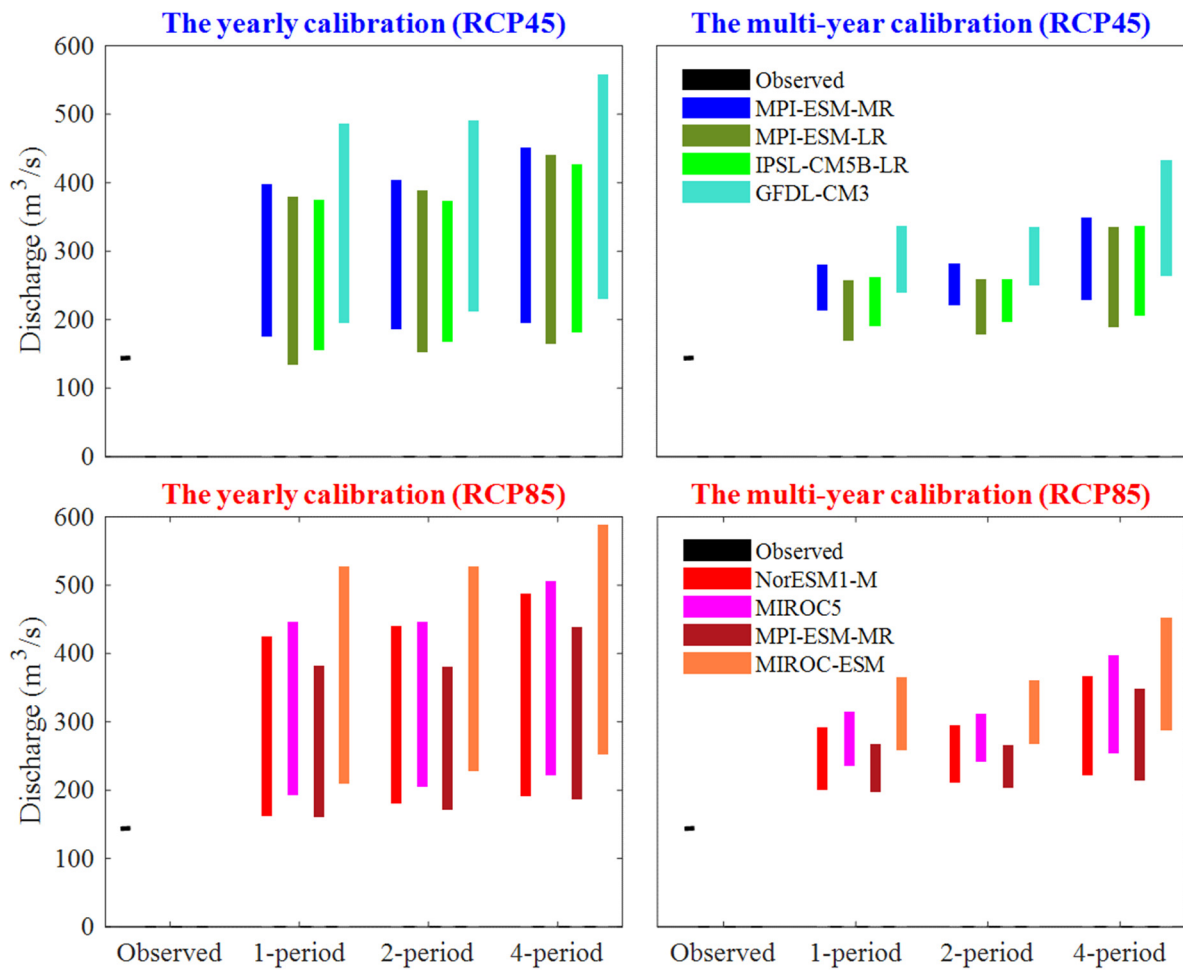 The yearly calibration (RCP45)
The multi-year calibration (RCP45)
600
500
400
300
200
100
0
Discharge (m³/s)
Observed
MPI-ESM-MR
MPI-ESM-LR
IPSL-CM5B-LR
GFDL-CM3
The yearly calibration (RCP85)
The multi-year calibration (RCP85)
600
500
400
300
200
100
0
Discharge (m³/s)
Observed
NorESM1-M
MIROC5
MPI-ESM-MR
MIROC-ESM
Observed 1-period 2-period 4-period
Observed 1-period 2-period 4-period